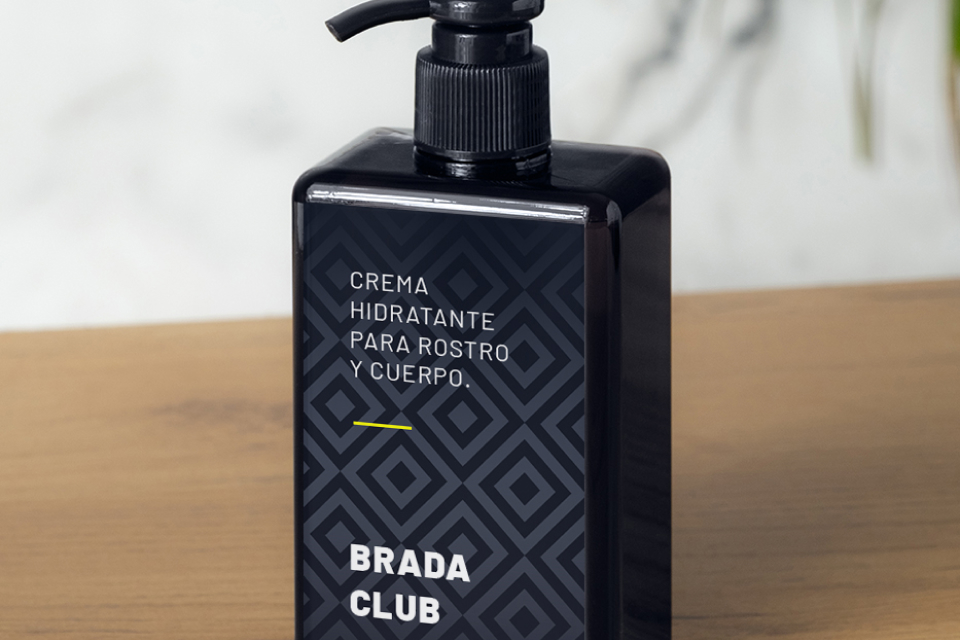 CREMA
HIDRATANTE
PARA ROSTRO
Y CUERPO.
BRADA
CLUB